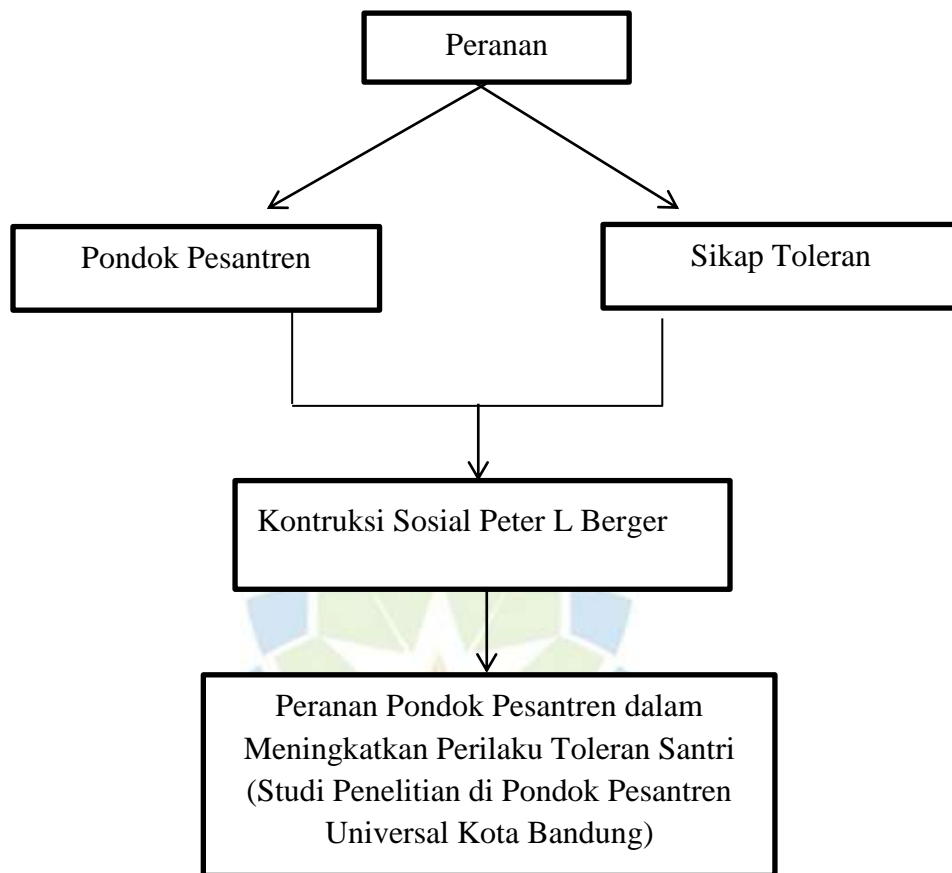 Peranan
Pondok Pesantren
Sikap Toleran
Kontruksi Sosial Peter L Berger
Peranan Pondok Pesantren dalam
Meningkatkan Perilaku Toleran Santri
(Studi Penelitian di Pondok Pesantren
Universal Kota Bandung)